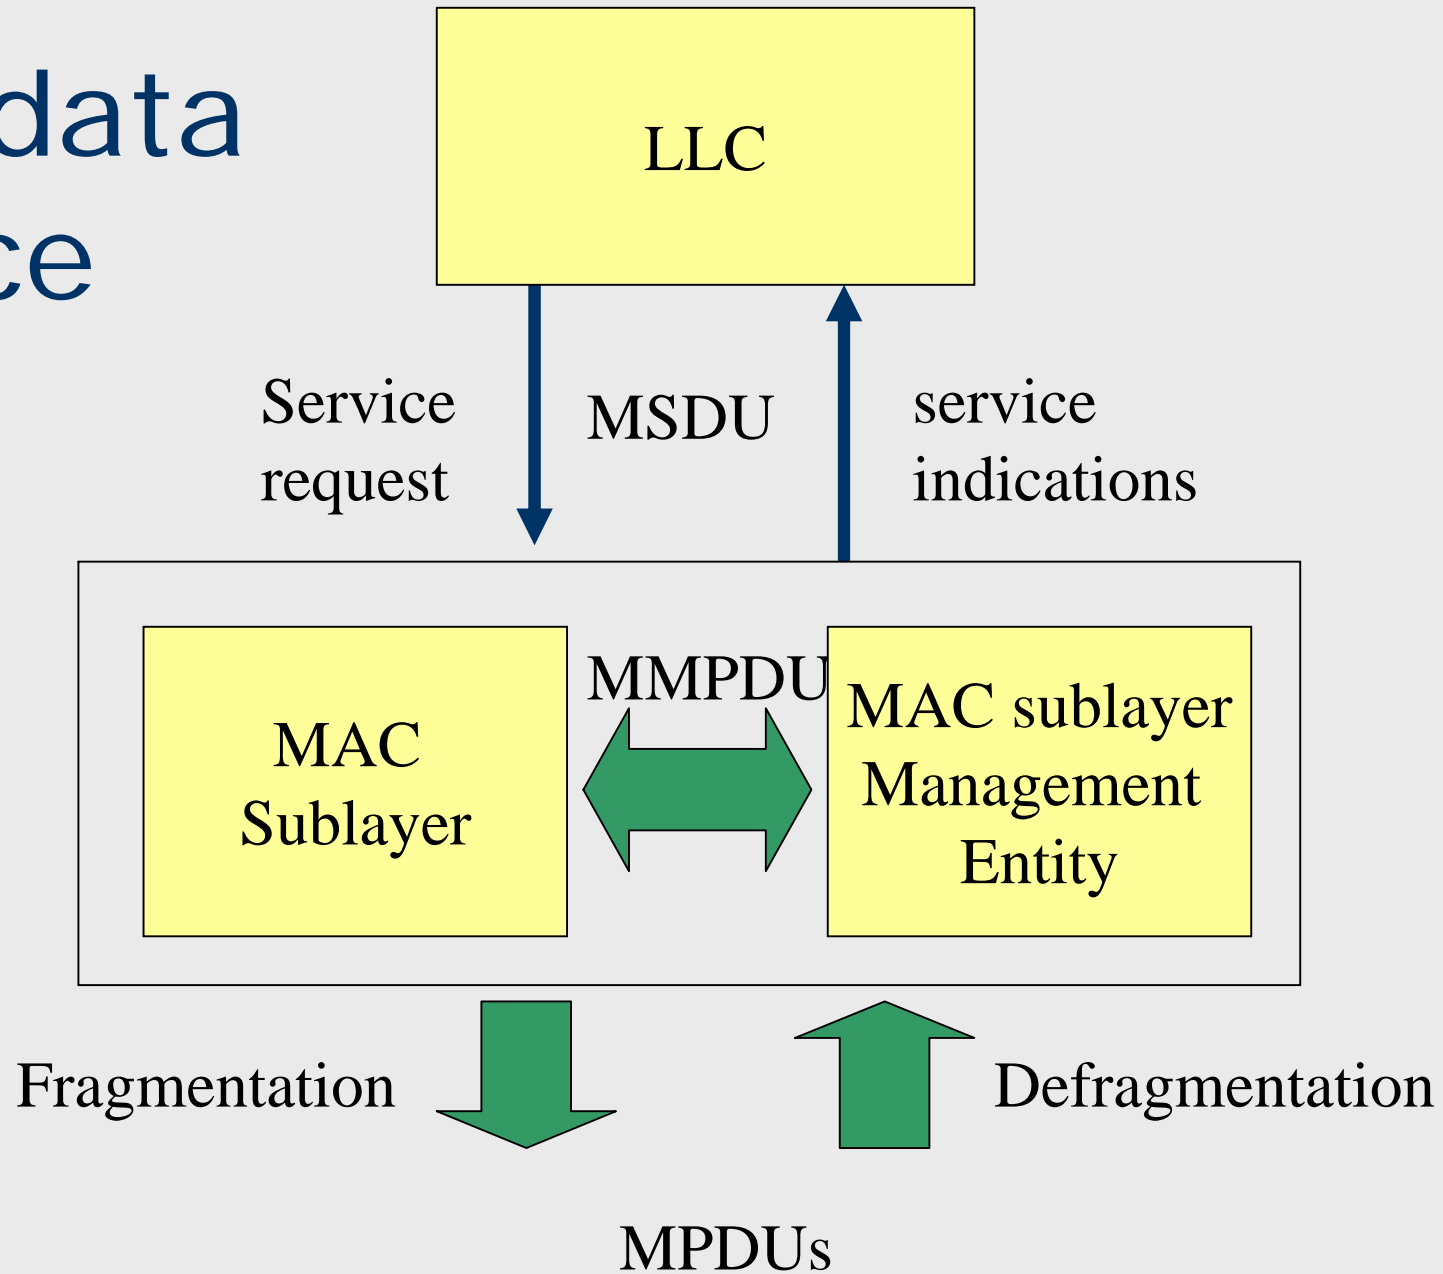 data
ce
LLC
Service
request
MSDU
service
indications
MMPDU
MAC
Sublayer
MAC sublayer
Management
Entity
Fragmentation
Defragmentation
MPDUs